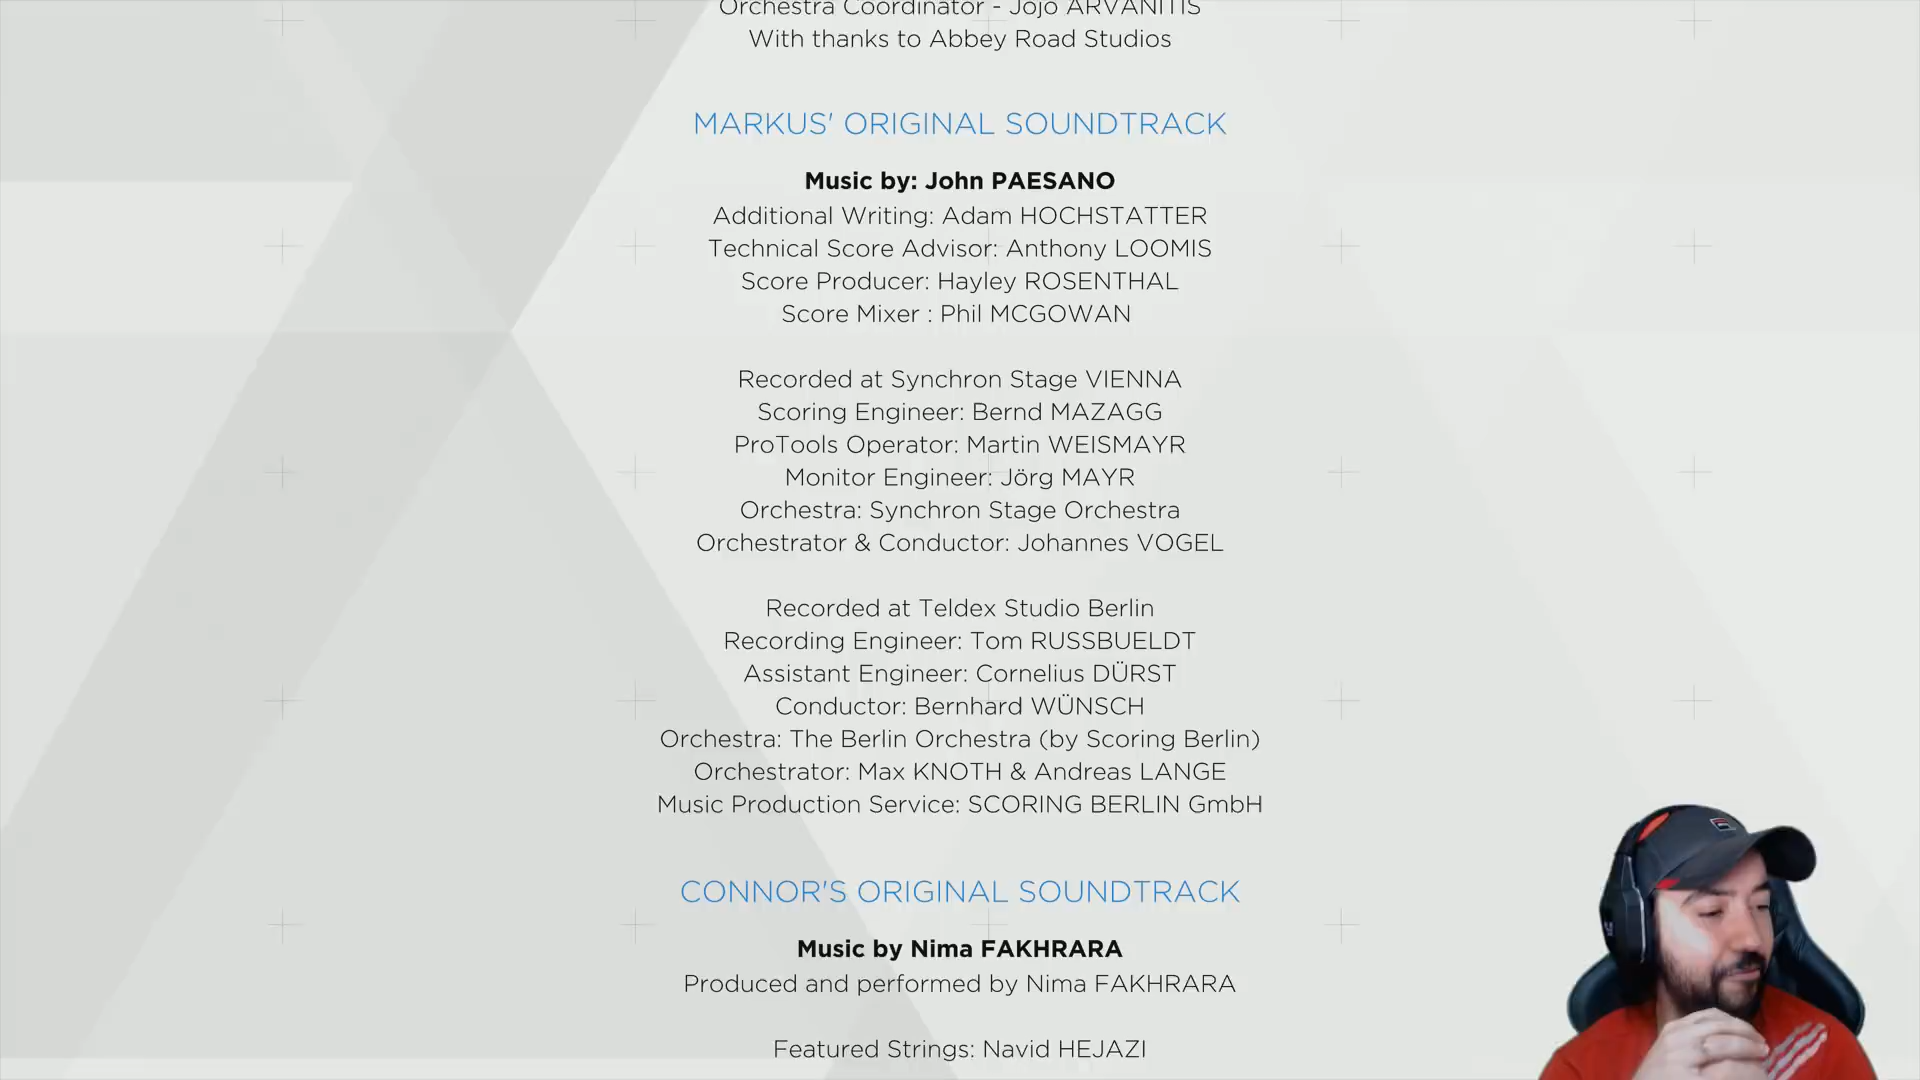 Orchestra Coordinator - Jojo ARVANITIS
With thanks to Abbey Road Studios
MARKUS' ORIGINAL SOUNDTRACK
Music by: John PAESANO
Additional Writing: Adam HOCHSTATTER
Technical Score Advisor: Anthony LOOMIS
Score Producer: Hayley ROSENTHAL
Score Mixer : Phil MCGOWAN
Recorded at Synchron Stage VIENNA
Scoring Engineer: Bernd MAZAGG
ProTools Operator: Martin WEISMAYR
Monitor Engineer: Jörg MAYR
Orchestra: Synchron Stage Orchestra
Orchestrator & Conductor: Johannes VOGEL
Recorded at Teldex Studio Berlin
Recording Engineer: Tom RUSSBUELDT
Assistant Engineer: Cornelius DÜRST
Conductor: Bernhard WÜNSCH
Orchestra: The Berlin Orchestra (by Scoring Berlin)
Orchestrator: Max KNOTH & Andreas LANGE
Music Production Service: SCORING BERLIN GmbH
CONNOR'S ORIGINAL SOUNDTRACK
Music by Nima FAKHRARA
Produced and performed by Nima FAKHRARA
Featured Strings: Navid HEJAZI